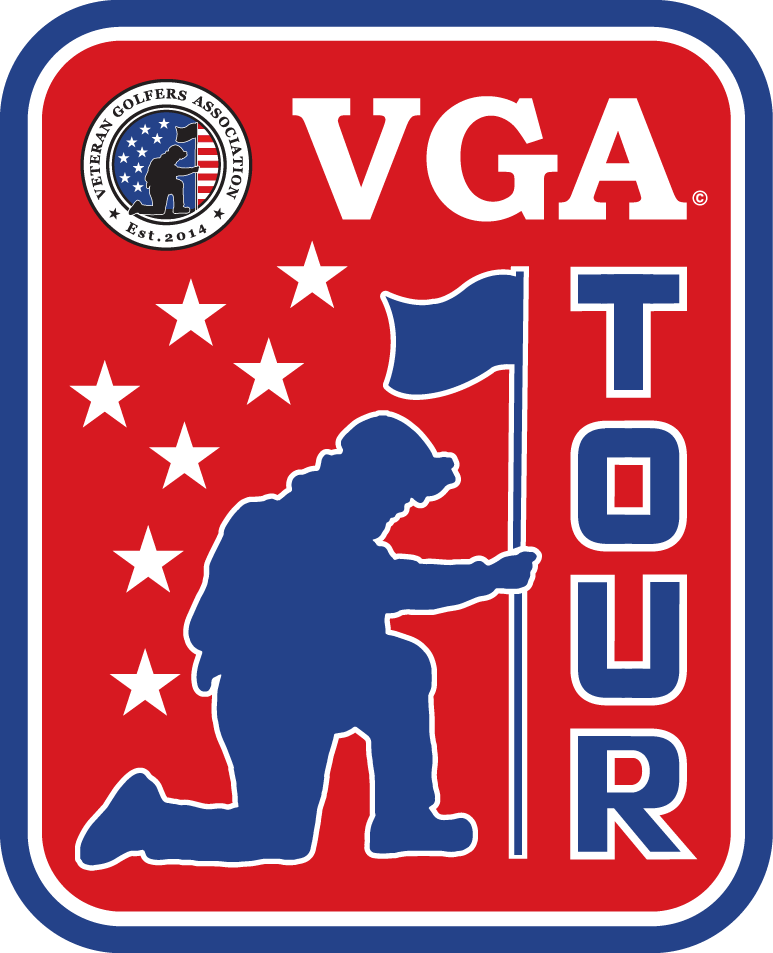 VETERAN GOLFERS ASSOCIATION
Est. 2014
VGA©
TOUR